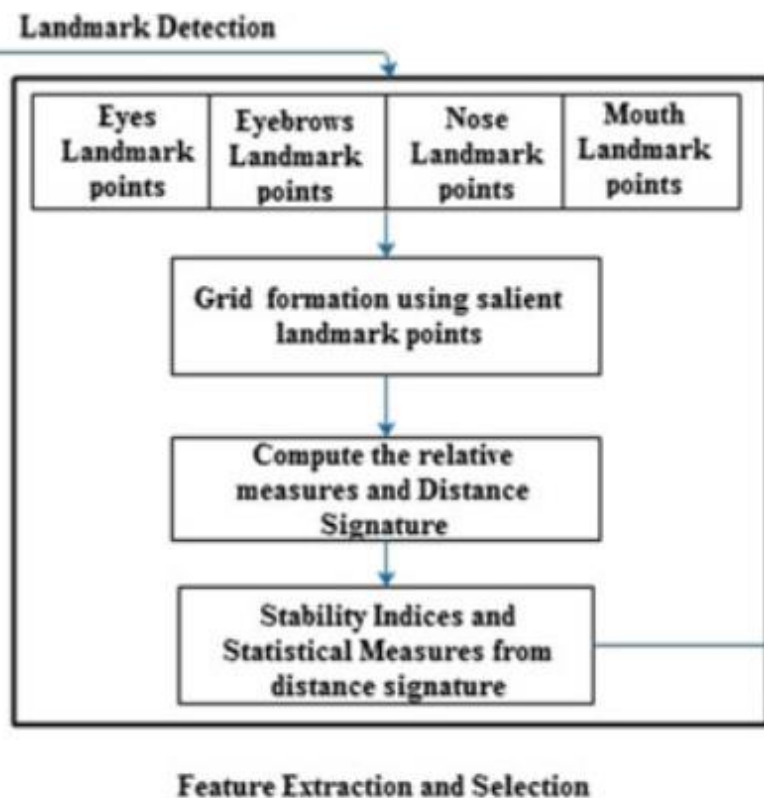 Landmark Detection
Eyes
Landmark
points
Eyebrows
Landmark
points
Nose
Landmark
points
Mouth
Landmark
points
Grid formation using salient
landmark points
Compute the relative
measures and Distance
Signature
Stability Indices and
Statistical Measures from
distance signature
Feature Extraction and Selection